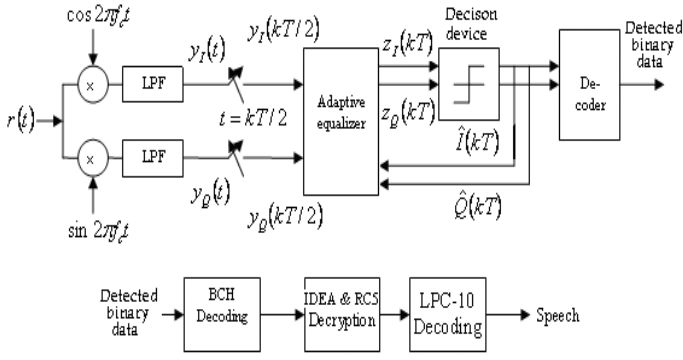 cos 2πf_c t
y_I(t)
y_I(kT/2)
z_I(kT)
Decison
device
Detected
binary
data
×
LPF
r(t)
t = kT/2
Adaptive
equalizer
z_Q(kT)
De-
coder
Î(kT)
×
LPF
y_Q(t)
y_Q(kT/2)
Q̂(kT)
sin 2πf_c t
Detected
binary
data
BCH
Decoding
IDEA & RC5
Decryption
LPC-10
Decoding
Speech